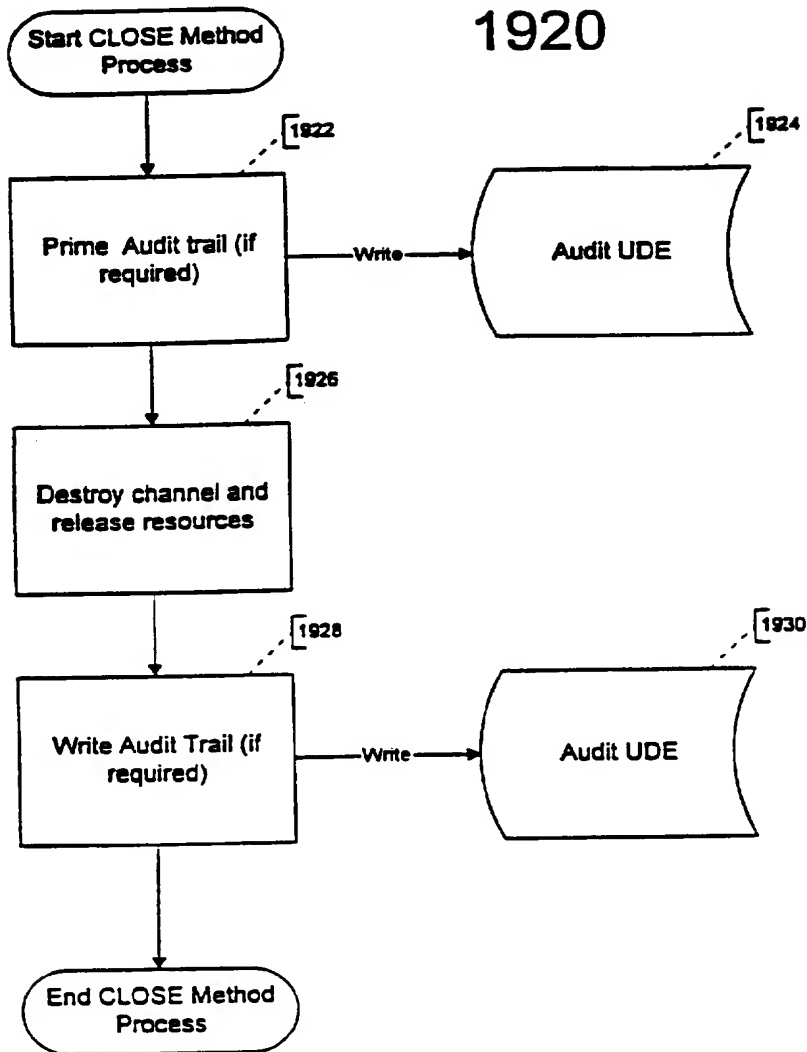 1920
Start CLOSE Method
Process
1922
1924
Prime Audit trail (if
required)
Write
Audit UDE
1926
Destroy channel and
release resources
1928
1930
Write Audit Trail (if
required)
Write
Audit UDE
End CLOSE Method
Process